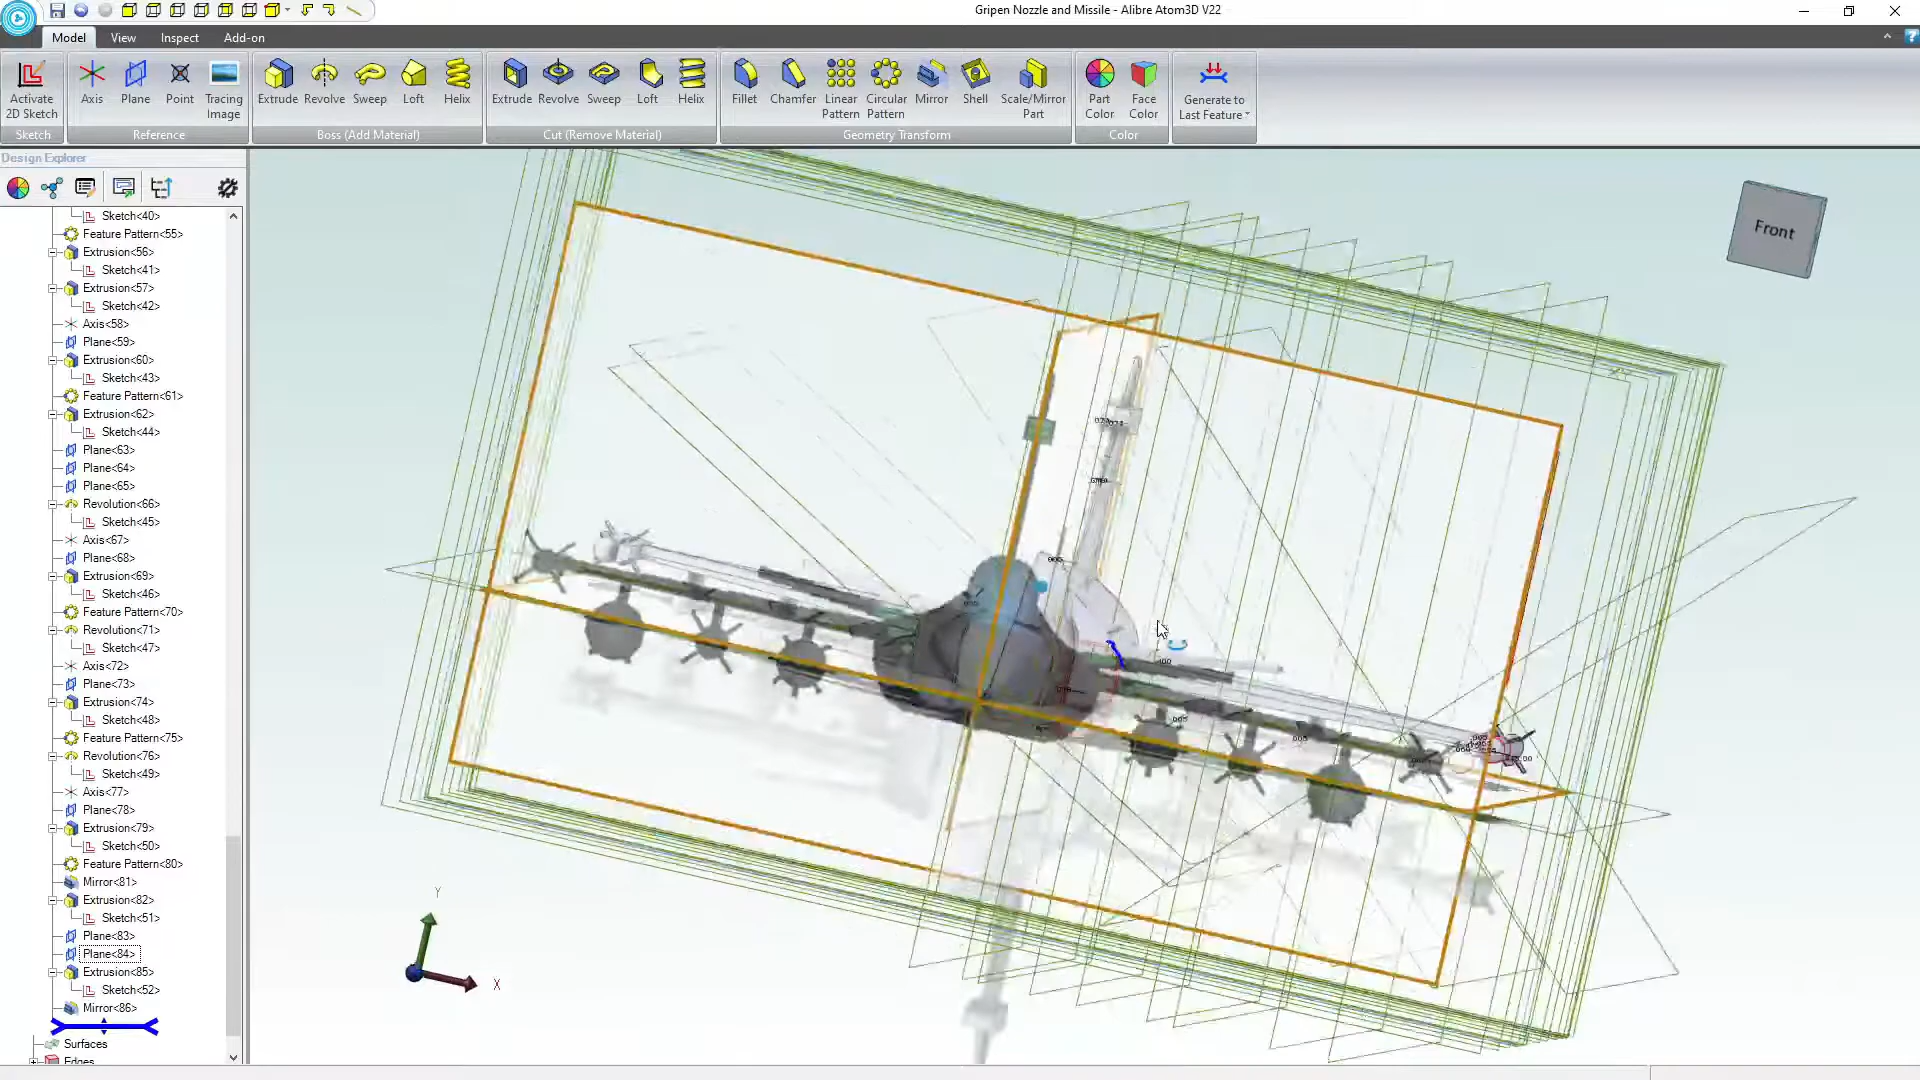 Gripen Nozzle and Missile - Alibre Atom3D V22
Model
View
Inspect
Add-on
Activate
2D Sketch
Axis
Plane
Point
Tracing
Image
Extrude
Revolve
Sweep
Loft
Helix
Extrude
Revolve
Sweep
Loft
Helix
Fillet
Chamfer
Linear
Pattern
Circular
Pattern
Mirror
Shell
Scale/Mirror
Part
Part
Color
Face
Color
Generate to
Last Feature
Sketch
Reference
Boss (Add Material)
Cut (Remove Material)
Geometry Transform
Color
Design Explorer
Sketch<40>
Feature Pattern<55>
Extrusion<56>
Sketch<41>
Extrusion<57>
Sketch<42>
Axis<58>
Plane<59>
Extrusion<60>
Sketch<43>
Feature Pattern<61>
Extrusion<62>
Sketch<44>
Plane<63>
Plane<64>
Plane<65>
Revolution<66>
Sketch<45>
Axis<67>
Plane<68>
Extrusion<69>
Sketch<46>
Feature Pattern<70>
Revolution<71>
Sketch<47>
Axis<72>
Plane<73>
Extrusion<74>
Sketch<48>
Feature Pattern<75>
Revolution<76>
Sketch<49>
Axis<77>
Plane<78>
Extrusion<79>
Sketch<50>
Feature Pattern<80>
Mirror<81>
Extrusion<82>
Sketch<51>
Plane<83>
Plane<84>
Extrusion<85>
Sketch<52>
Mirror<86>
Surfaces
Edges
Front
Y
X